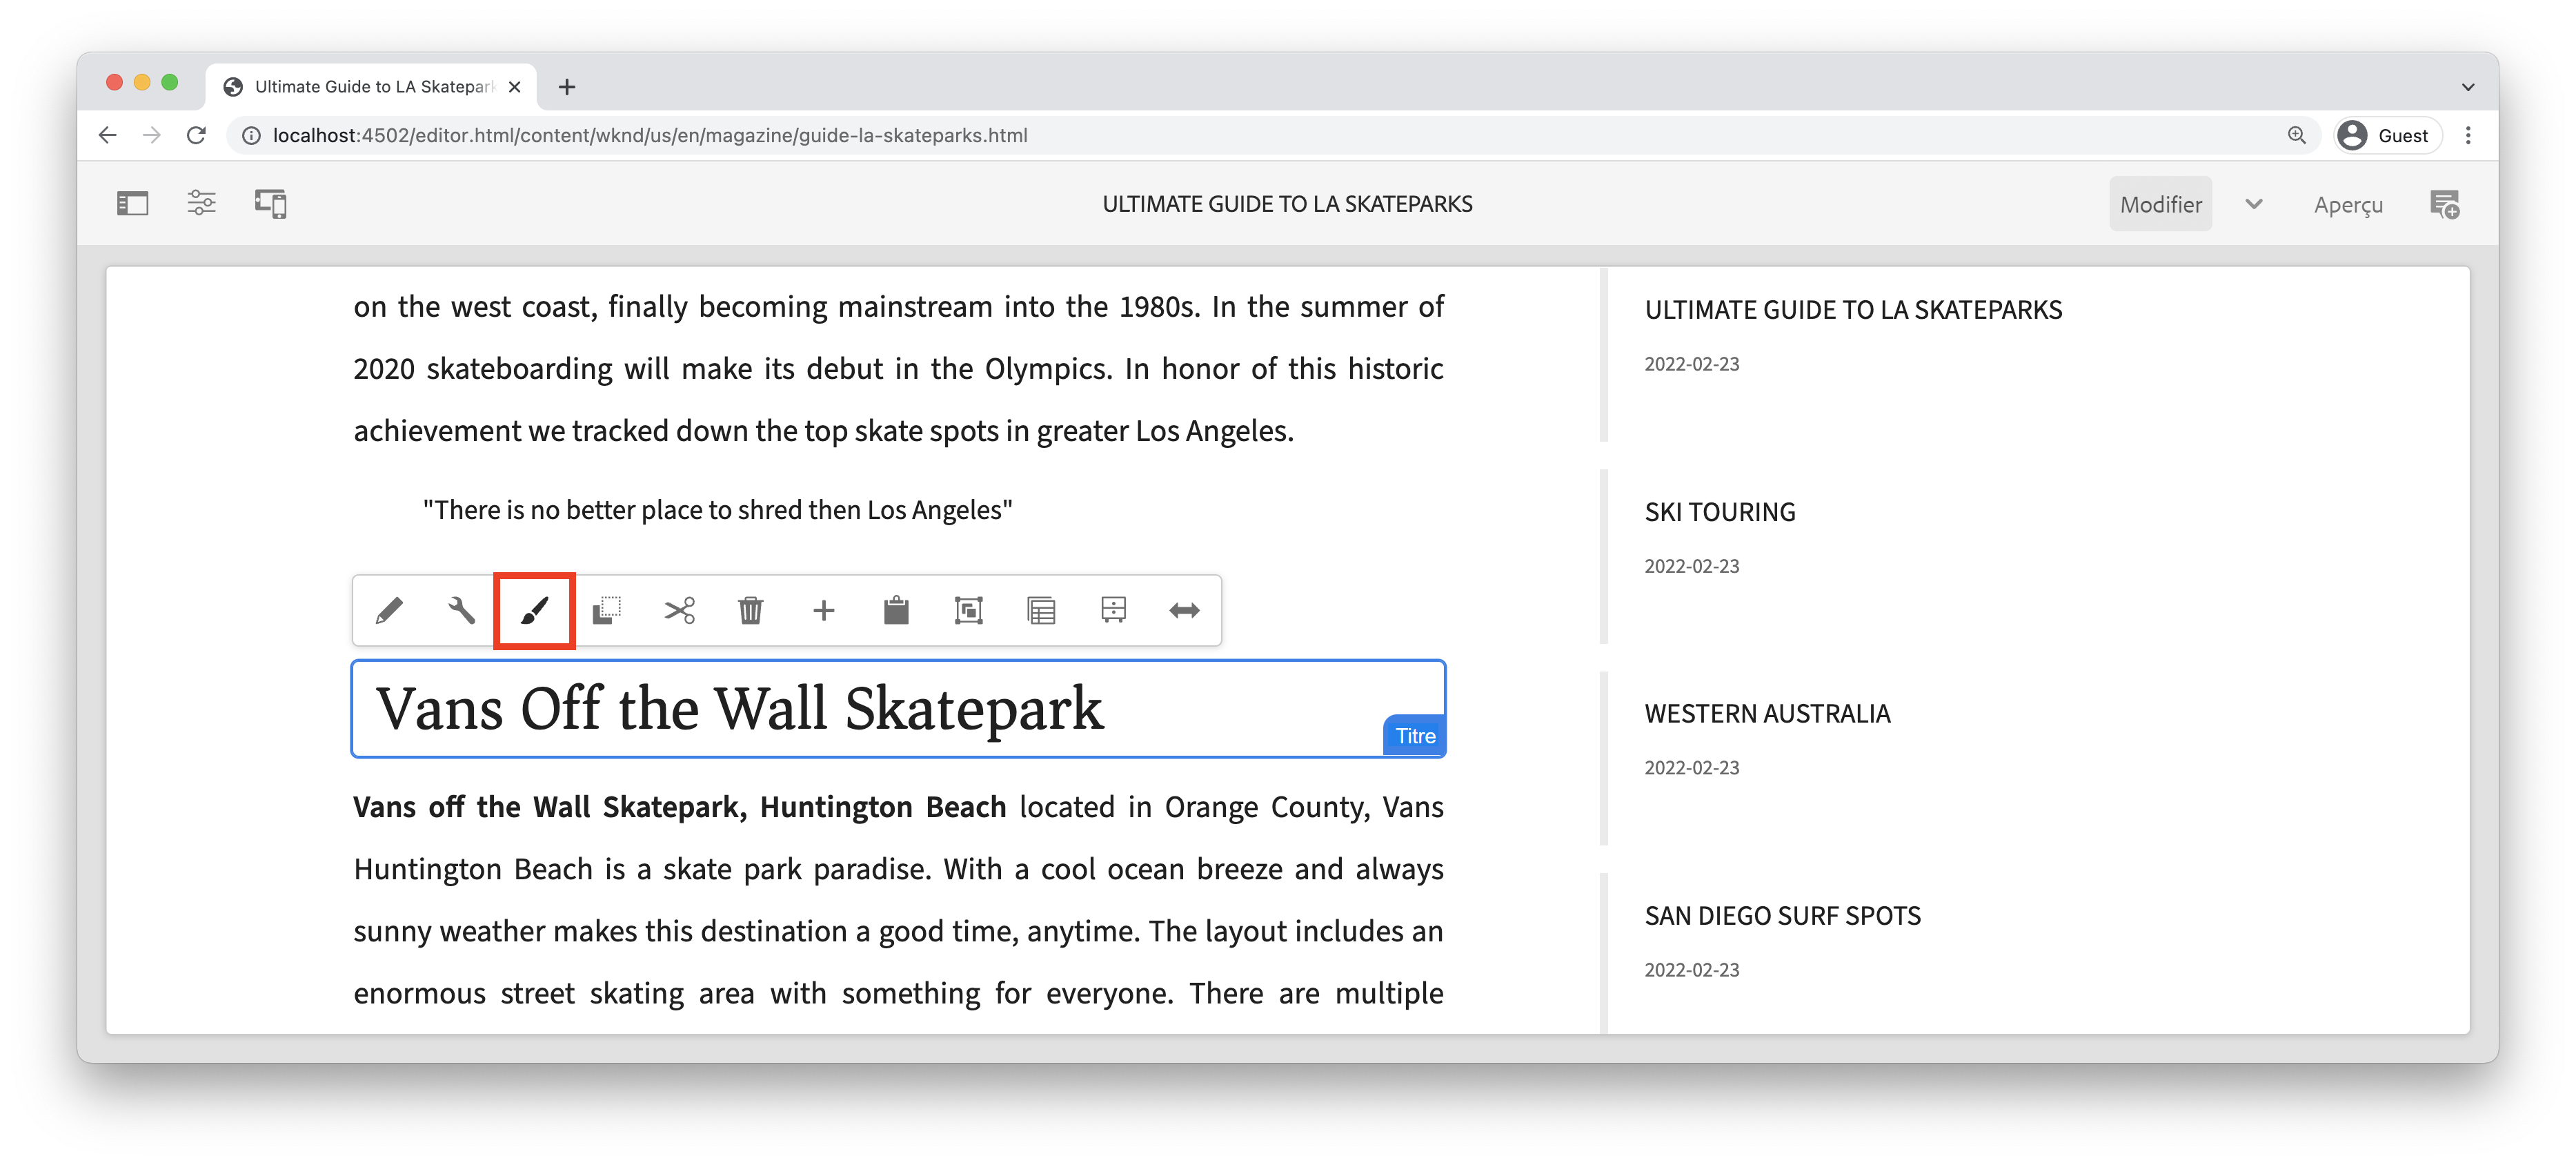 Ultimate Guide to LA Skatepar
localhost:4502/editor.html/content/wknd/us/en/magazine/guide-la-skateparks.html
Guest
ULTIMATE GUIDE TO LA SKATEPARKS
Modifier
Aperçu
on the west coast, finally becoming mainstream into the 1980s. In the summer of
2020 skateboarding will make its debut in the Olympics. In honor of this historic
achievement we tracked down the top skate spots in greater Los Angeles.
"There is no better place to shred then Los Angeles"
Vans Off the Wall Skatepark
Titre
Vans off the Wall Skatepark, Huntington Beach located in Orange County, Vans
Huntington Beach is a skate park paradise. With a cool ocean breeze and always
sunny weather makes this destination a good time, anytime. The layout includes an
enormous street skating area with something for everyone. There are multiple
ULTIMATE GUIDE TO LA SKATEPARKS
2022-02-23
SKI TOURING
2022-02-23
WESTERN AUSTRALIA
2022-02-23
SAN DIEGO SURF SPOTS
2022-02-23